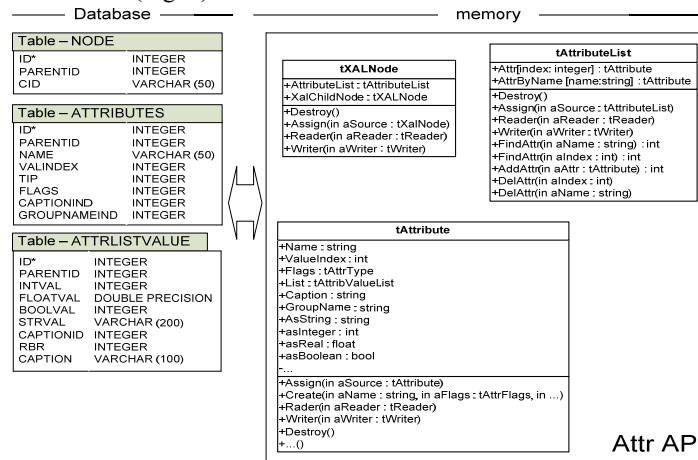 Database
memory
Table – NODE
ID* INTEGER
PARENTID INTEGER
CID VARCHAR (50)
Table – ATTRIBUTES
ID* INTEGER
PARENTID INTEGER
NAME VARCHAR (50)
VALINDEX INTEGER
TIP INTEGER
FLAGS INTEGER
CAPTIONIND INTEGER
GROUPNAMEIND INTEGER
Table – ATTRLISTVALUE
ID* INTEGER
PARENTID INTEGER
INTVAL INTEGER
FLOATVAL DOUBLE PRECISION
BOOLVAL INTEGER
STRVAL VARCHAR (200)
CAPTIONID INTEGER
RBR INTEGER
CAPTION VARCHAR (100)
tXALNode
+AttributeList : tAttributeList
+XalChildNode : tXALNode
+Destroy()
+Assign(in aSource : tXalNode)
+Reader(in aReader : tReader)
+Writer(in aWriter : tWriter)
tAttributeList
+Attr[index: integer] : tAttribute
+AttrByName [name:string] : tAttribute
+Destroy()
+Assign(in aSource : tAttributeList)
+Reader(in aReader : tReader)
+Writer(in aWriter : tWriter)
+FindAttr(in aName : string) : int
+FindAttr(in aIndex : int) : int
+AddAttr(in aAttr : tAttribute) : int
+DelAttr(in aIndex : int)
+DelAttr(in aName : string)
tAttribute
+Name : string
+ValueIndex : int
+Flags : tAttrType
+List : tAttribValueList
+Caption : string
+GroupName : string
+AsString : string
+asInteger : int
+asReal : float
+asBoolean : bool
-...
+Assign(in aSource : tAttribute)
+Create(in aName : string, in aFlags : tAttrFlags, in ...)
+Rader(in aReader : tReader)
+Writer(in aWriter : tWriter)
+Destroy()
+...()
Attr AP